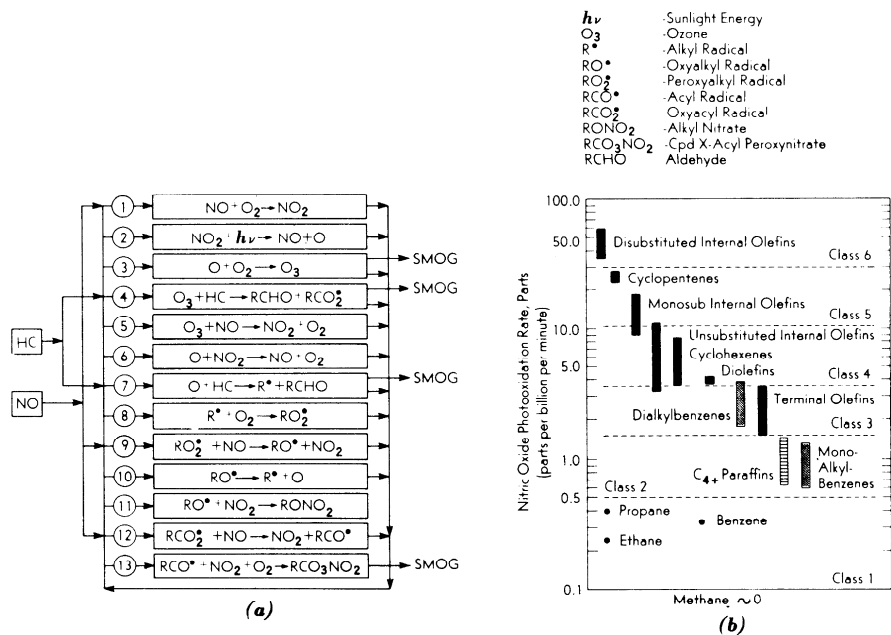 hν -Sunlight Energy
O3 -Ozone
R• -Alkyl Radical
RO• -Oxyalkyl Radical
RO2• -Peroxyalkyl Radical
RCO• -Acyl Radical
RCO2• Oxyacyl Radical
RONO2 -Alkyl Nitrate
RCO3NO2 -Cpd X-Acyl Peroxynitrate
RCHO Aldehyde
HC
NO
1 NO+O2→NO2
2 NO2+hν→NO+O
3 O+O2→O3 SMOG
4 O3+HC→RCHO+RCO2• SMOG
5 O3+NO→NO2+O2
6 O+NO2→NO+O2
7 O+HC→R•+RCHO SMOG
8 R•+O2→RO2•
9 RO2•+NO→RO•+NO2
10 RO•→R•+O
11 RO•+NO2→RONO2
12 RCO2•+NO→NO2+RCO•
13 RCO•+NO2+O2→RCO3NO2 SMOG
(a)
Nitric Oxide Photooxidation Rate, Parts
(parts per billion per minute)
100.0
50.0
10.0
5.0
1.0
0.5
0.1
Disubstituted Internal Olefins
Class 6
Cyclopentenes
Monosub Internal Olefins
Class 5
Unsubstituted Internal Olefins
Cyclohexenes
Diolefins
Class 4
Terminal Olefins
Dialkylbenzenes
Class 3
Mono-
Alkyl-
Benzenes
C4+ Paraffins
Class 2
Propane
Benzene
Ethane
Class 1
Methane ~0
(b)